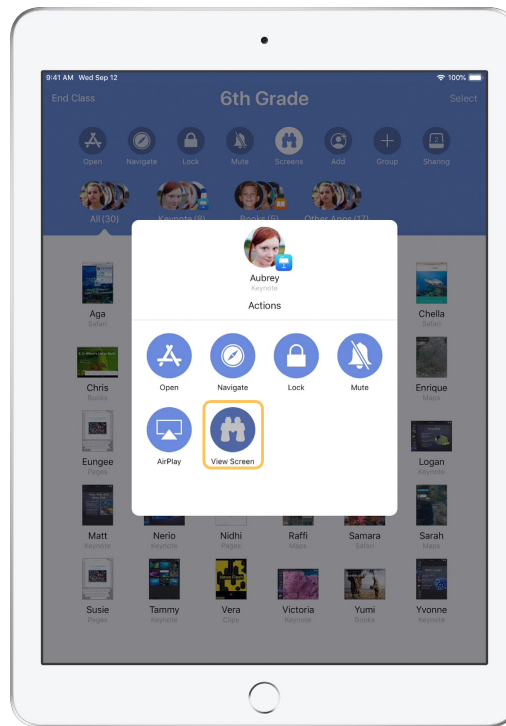 9:41 AM Wed Sep 12
100%
End Class
6th Grade
Select
Open
Navigate
Lock
Mute
Screens
Add
Group
2
Sharing
All (30)
Keynote (8)
Books (5)
Other Apps (17)
Aubrey
Keynote
Actions
Open
Navigate
Lock
Mute
AirPlay
View Screen
Aga
Safari
Chella
Safari
Chris
Books
Enrique
Maps
Eungee
Pages
Logan
Keynote
Matt
Keynote
Nerio
Keynote
Nidhi
Pages
Raffi
Maps
Samara
Safari
Sarah
Maps
Susie
Pages
Tammy
Keynote
Vera
Clips
Victoria
Keynote
Yumi
Books
Yvonne
Keynote